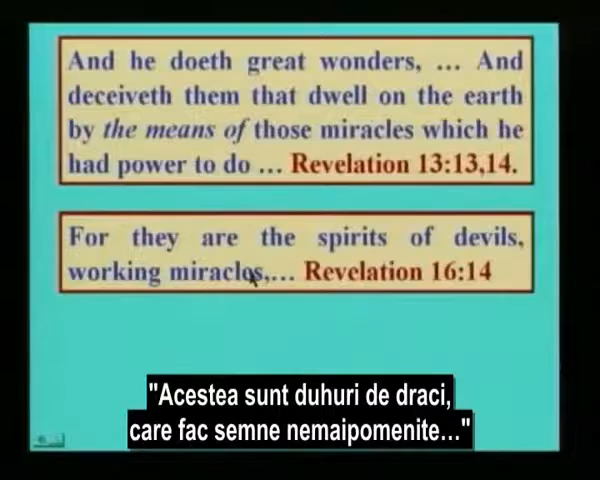 And he doeth great wonders, … And
deceiveth them that dwell on the earth
by the means of those miracles which he
had power to do … Revelation 13:13,14.
For they are the spirits of devils,
working miracles,… Revelation 16:14
"Acestea sunt duhuri de draci,
care fac semne nemaipomenite…"